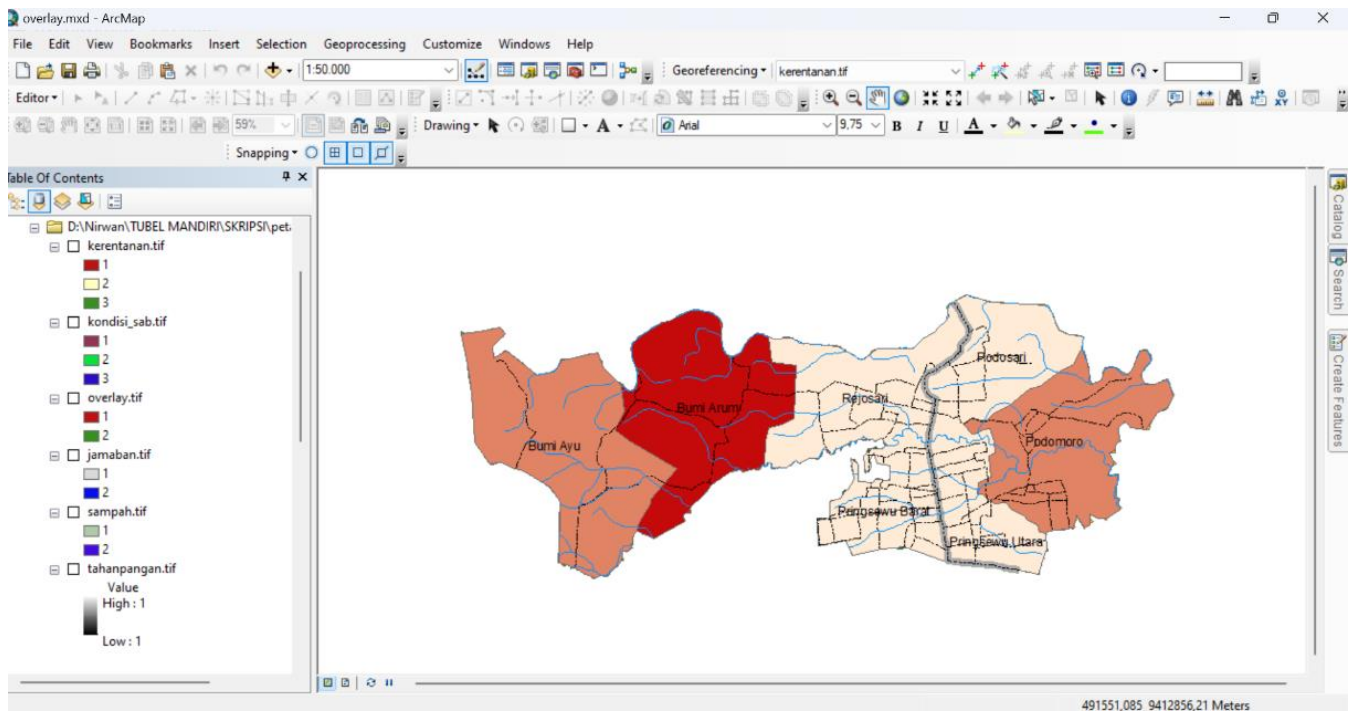 overlay.mxd - ArcMap
File Edit View Bookmarks Insert Selection Geoprocessing Customize Windows Help
1:50.000
Georeferencing
kerentanan.tif
Editor
59%
Drawing
A
Arial
9,75
B I U A
Snapping
Table Of Contents
D:\Nirwan\TUBEL MANDIRI\SKRIPSI\pet
kerentanan.tif
1
2
3
kondisi_sab.tif
1
2
3
overlay.tif
1
2
jamaban.tif
1
2
sampah.tif
1
2
tahanpangan.tif
Value
High : 1
Low : 1
Podosari
Rejosari
Bumi Arum
Bumi Ayu
Podomoro
Pringsewu Barat
Pringsewu Utara
Catalog
Search
Create Features
491551,085 9412856,21 Meters